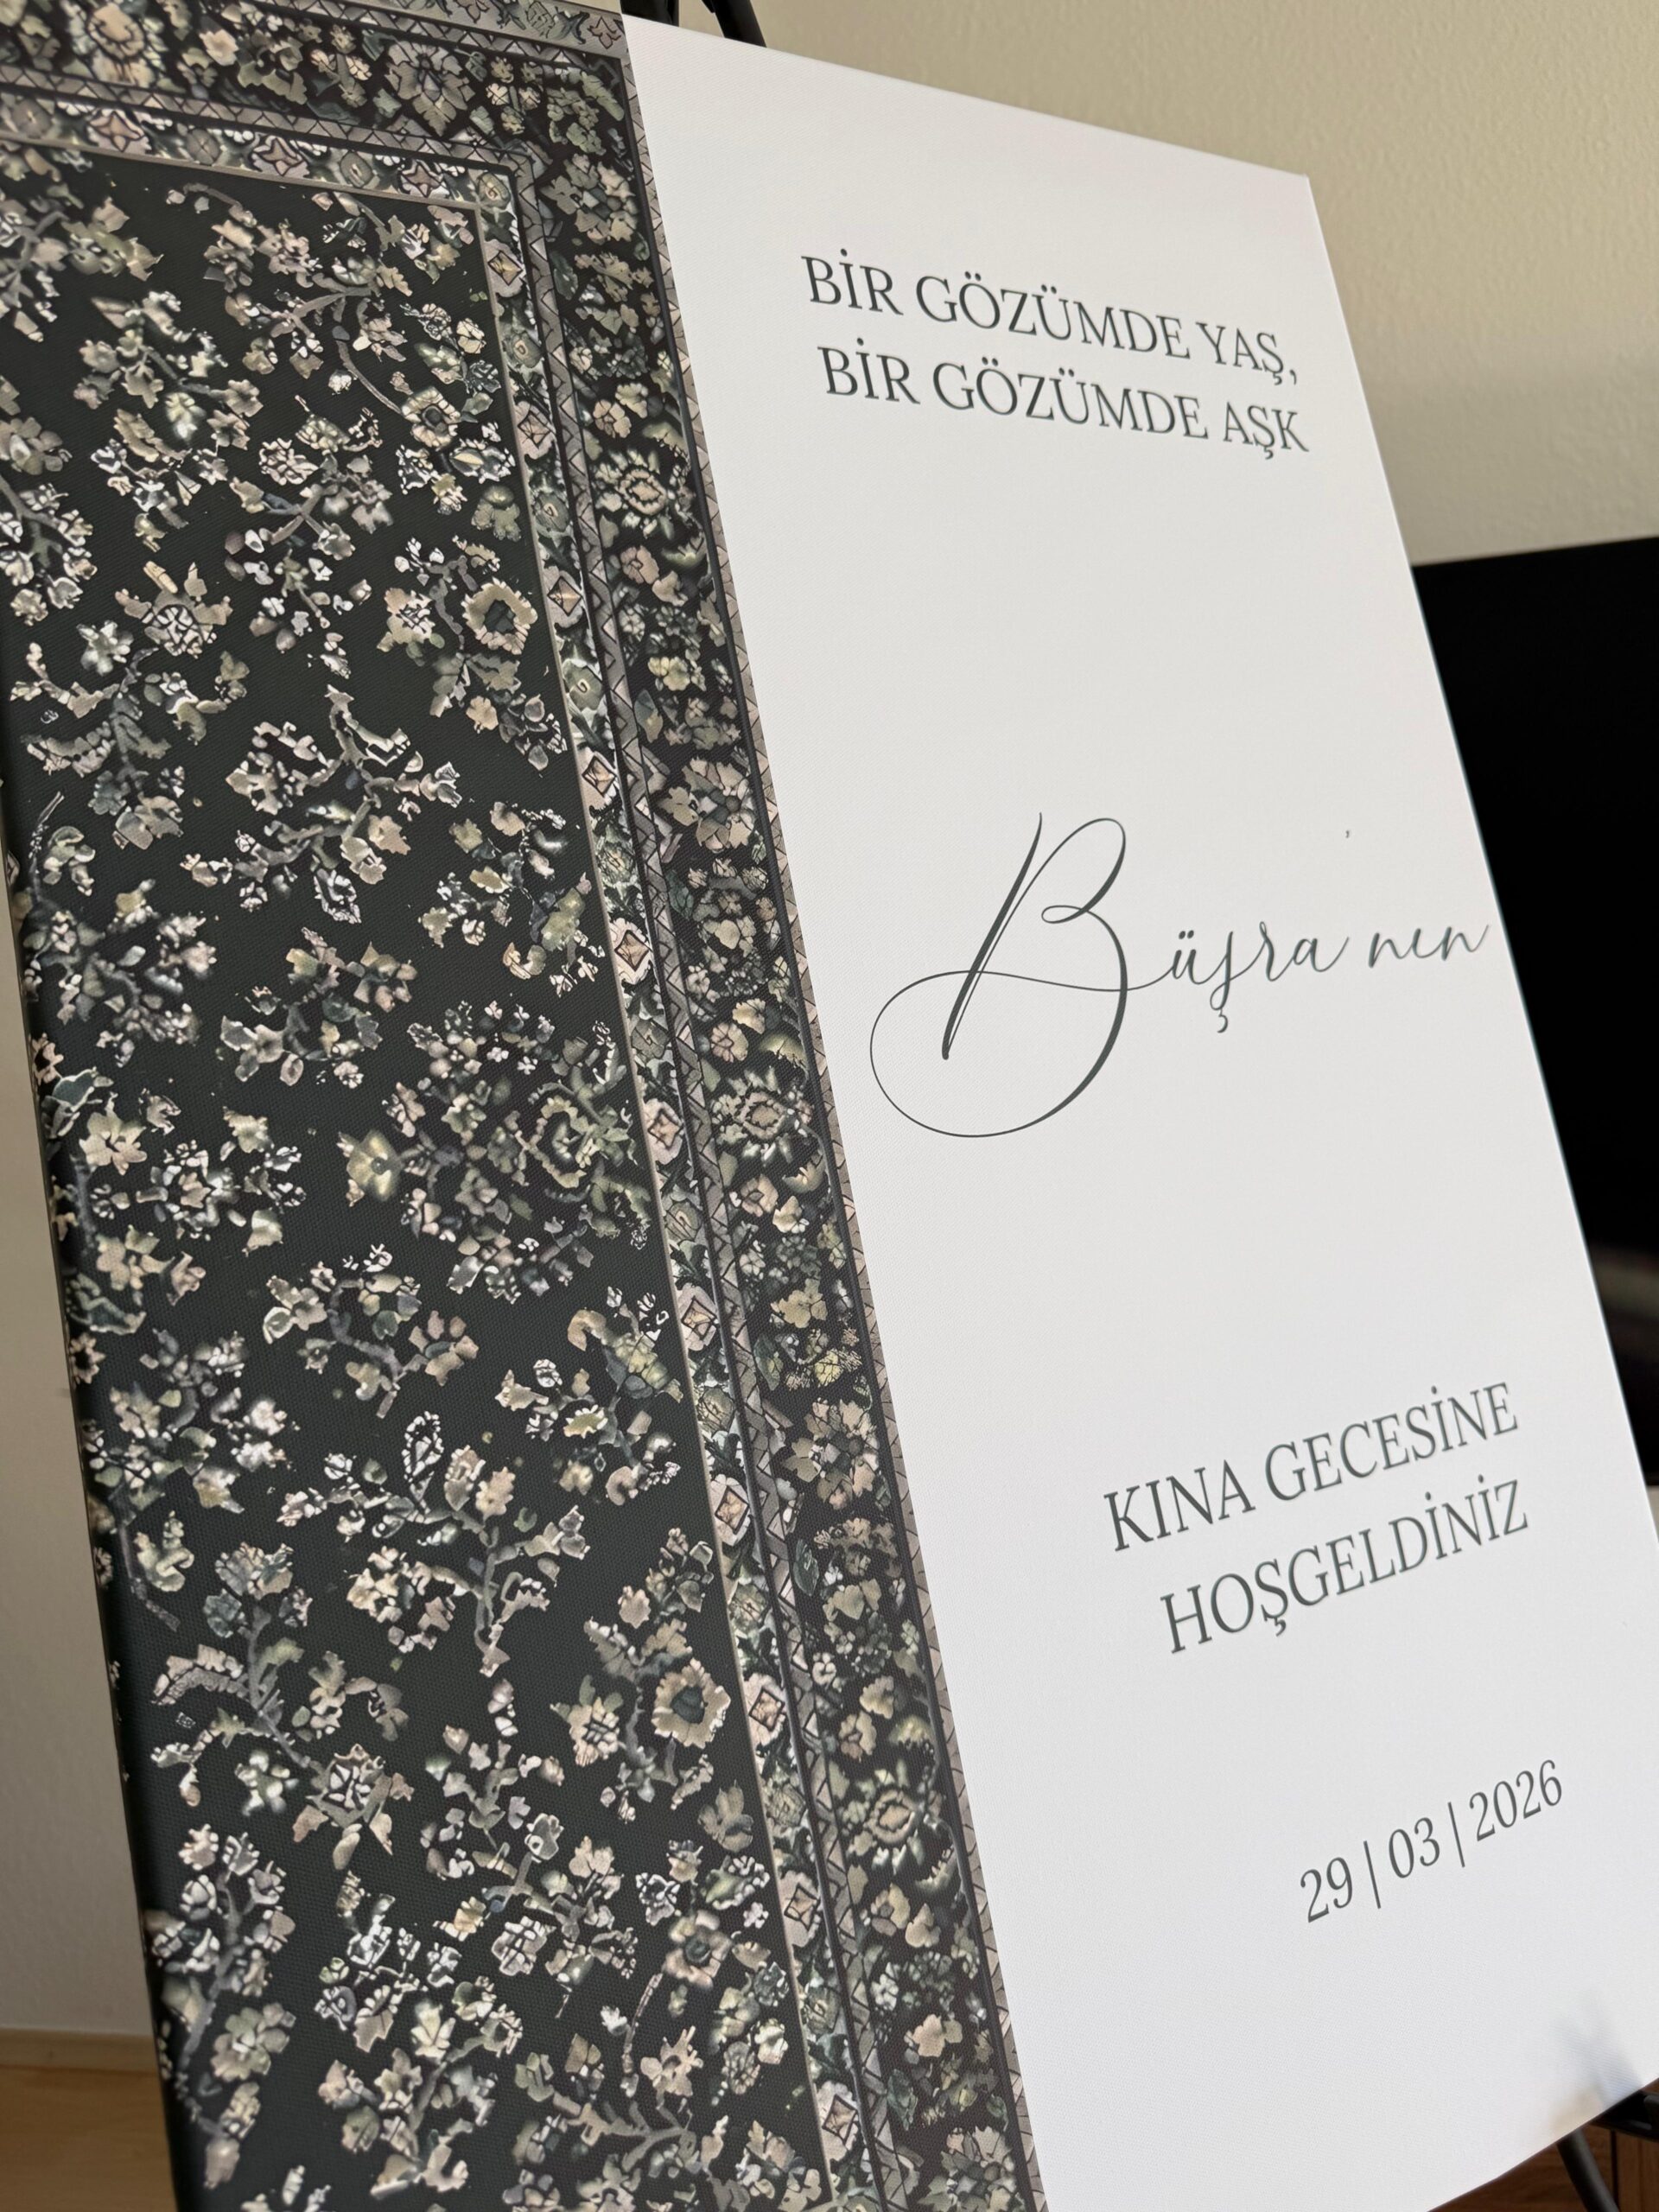 BİR GÖZÜMDE YAŞ,
BİR GÖZÜMDE AŞK
Büşra'nın
KINA GECESİNE
HOŞGELDİNİZ
29 | 03 | 2026